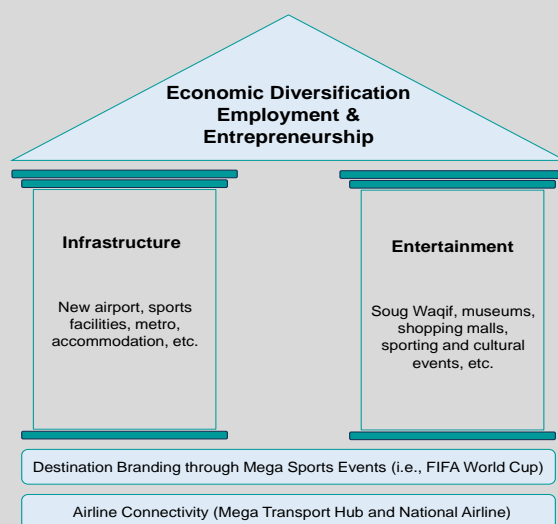 Economic Diversification
Employment &
Entrepreneurship
Infrastructure
New airport, sports
facilities, metro,
accommodation, etc.
Entertainment
Soug Waqif, museums,
shopping malls,
sporting and cultural
events, etc.
Destination Branding through Mega Sports Events (i.e., FIFA World Cup)
Airline Connectivity (Mega Transport Hub and National Airline)